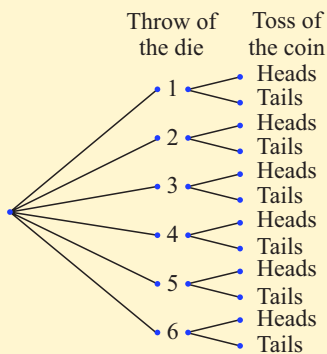 Throw of
the die
Toss of
the coin
1
Heads
Tails
2
Heads
Tails
3
Heads
Tails
4
Heads
Tails
5
Heads
Tails
6
Heads
Tails